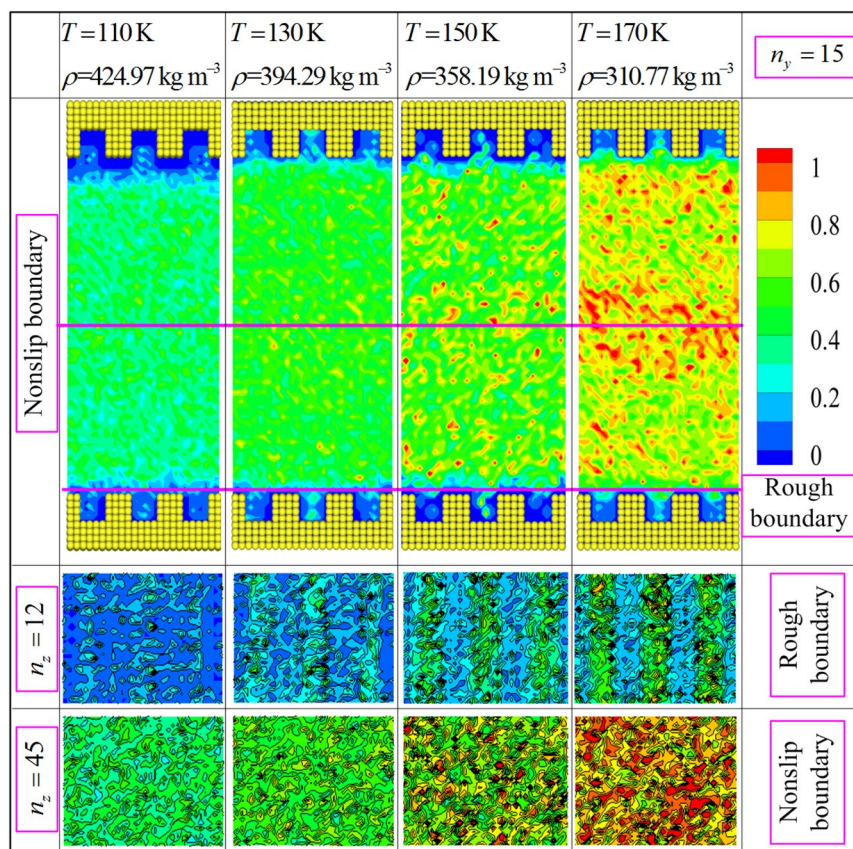 T = 110 K
ρ=424.97 kg m⁻³
T = 130 K
ρ=394.29 kg m⁻³
T = 150 K
ρ=358.19 kg m⁻³
T = 170 K
ρ=310.77 kg m⁻³
n_y = 15
Nonslip boundary
1
0.8
0.6
0.4
0.2
0
Rough
boundary
n_z = 12
Rough
boundary
n_z = 45
Nonslip
boundary